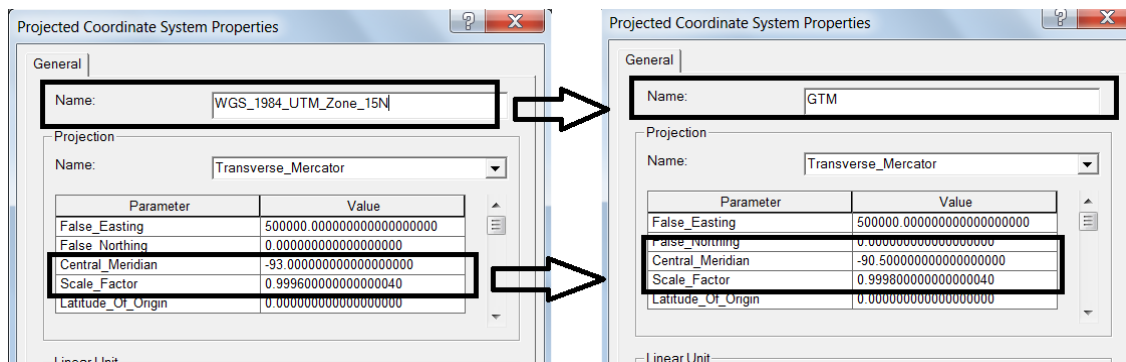 Projected Coordinate System Properties
General
Name: WGS_1984_UTM_Zone_15N
Projection
Name: Transverse_Mercator
Parameter Value
False_Easting 500000.000000000000000000
False_Northing 0.000000000000000000
Central_Meridian -93.000000000000000000
Scale_Factor 0.999600000000000040
Latitude_Of_Origin 0.000000000000000000
Linear Unit
Projected Coordinate System Properties
General
Name: GTM
Projection
Name: Transverse_Mercator
Parameter Value
False_Easting 500000.000000000000000000
False_Northing 0.000000000000000000
Central_Meridian -90.500000000000000000
Scale_Factor 0.999800000000000040
Latitude_Of_Origin 0.000000000000000000
Linear Unit